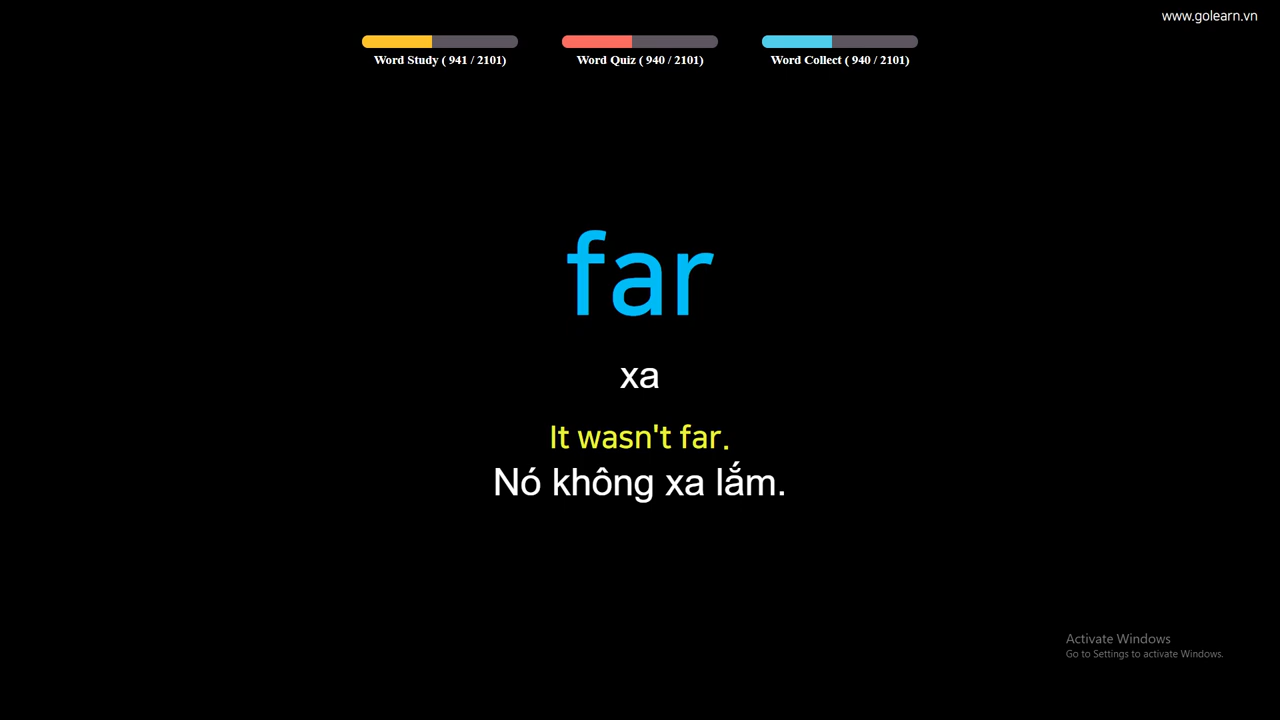 www.golearn.vn
Word Study ( 941 / 2101) Word Quiz ( 940 / 2101) Word Collect ( 940 / 2101)
far
xa
It wasn't far.
Nó không xa lắm.
Activate Windows
Go to Settings to activate Windows.